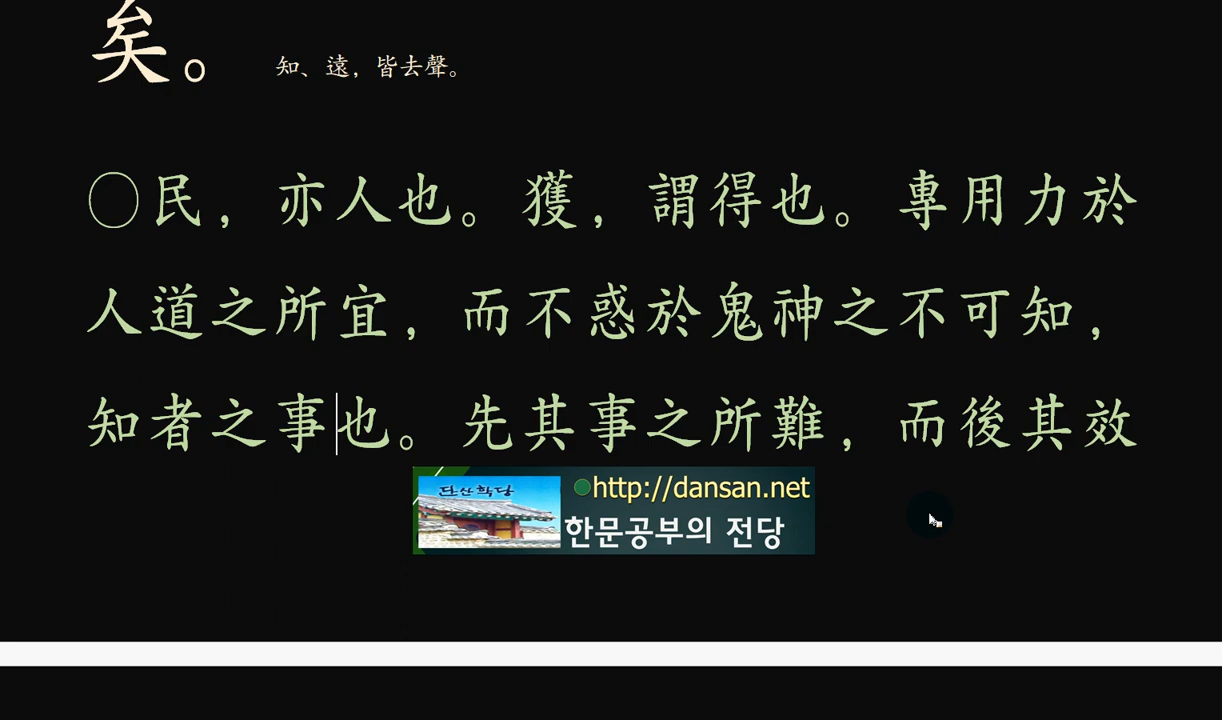 矣。 知、遠，皆去聲。
〇民，亦人也。獲，謂得也。專用力於
人道之所宜，而不惑於鬼神之不可知，
知者之事也。先其事之所難，而後其效
단산학당
http://dansan.net
한문공부의 전당